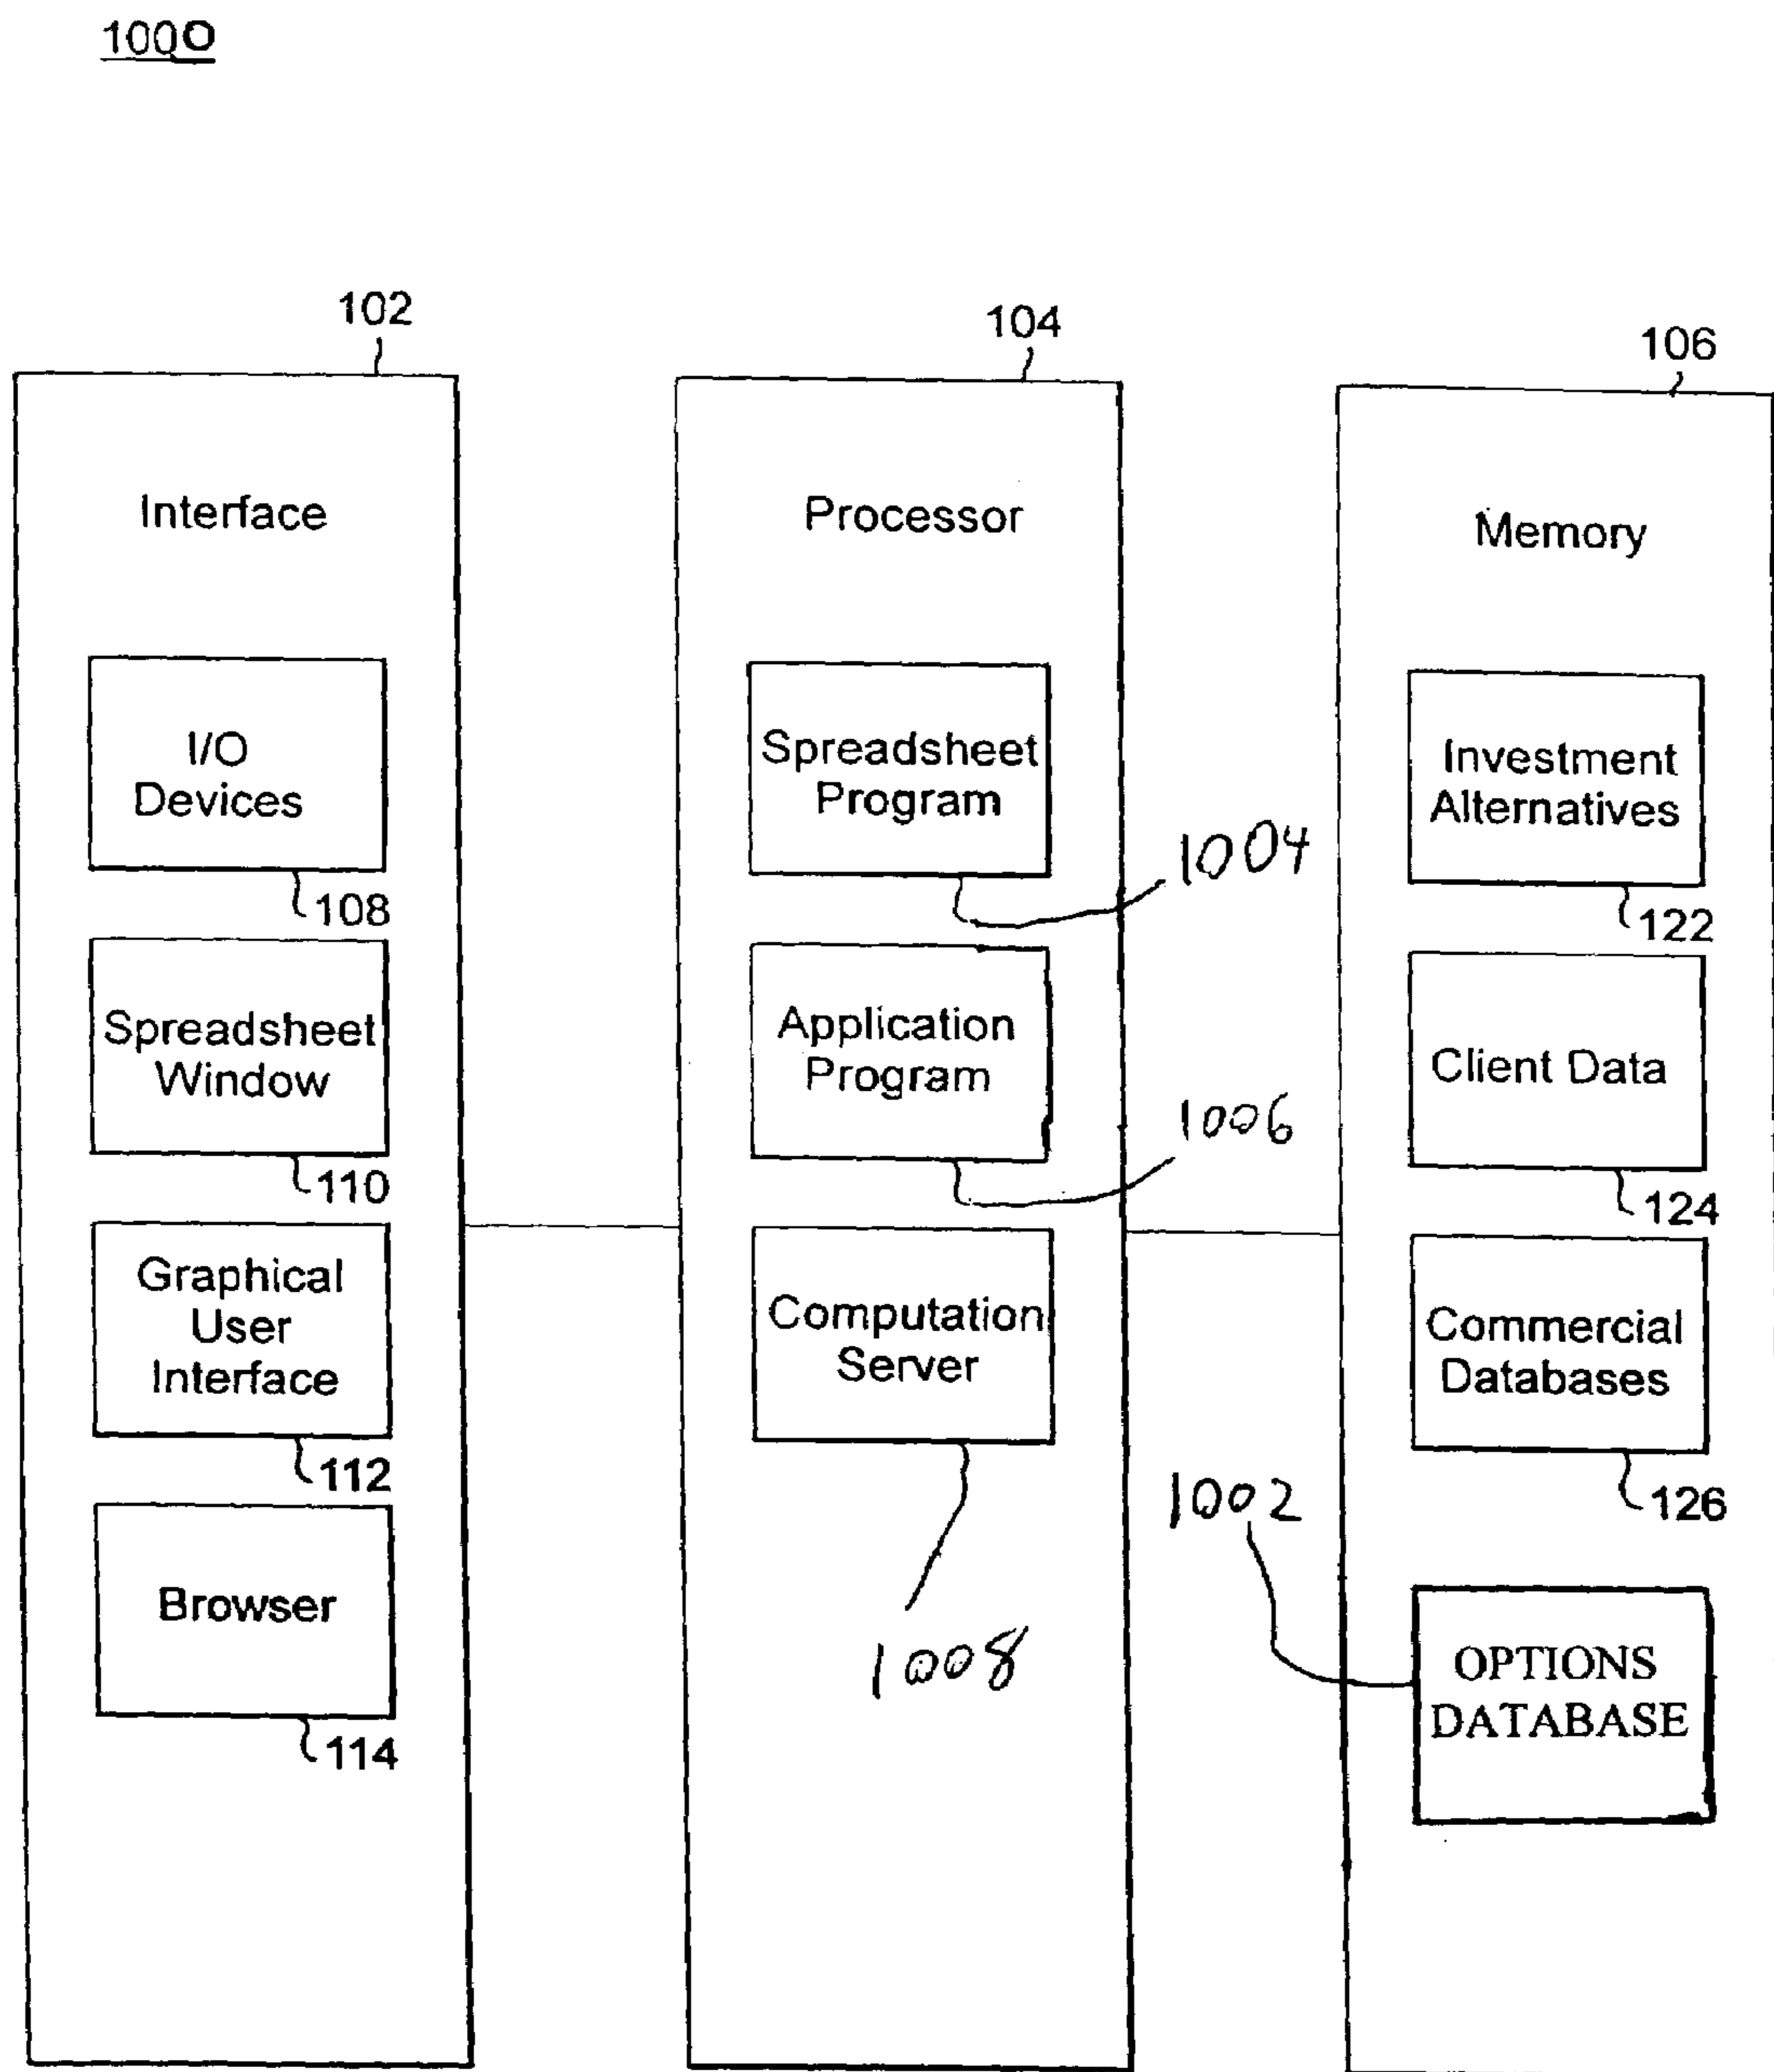 1000
102
Interface
I/O
Devices
108
Spreadsheet
Window
110
Graphical
User
Interface
112
Browser
114
104
Processor
Spreadsheet
Program
1004
Application
Program
1006
Computation
Server
1008
106
Memory
Investment
Alternatives
122
Client Data
124
Commercial
Databases
126
1002
OPTIONS
DATABASE